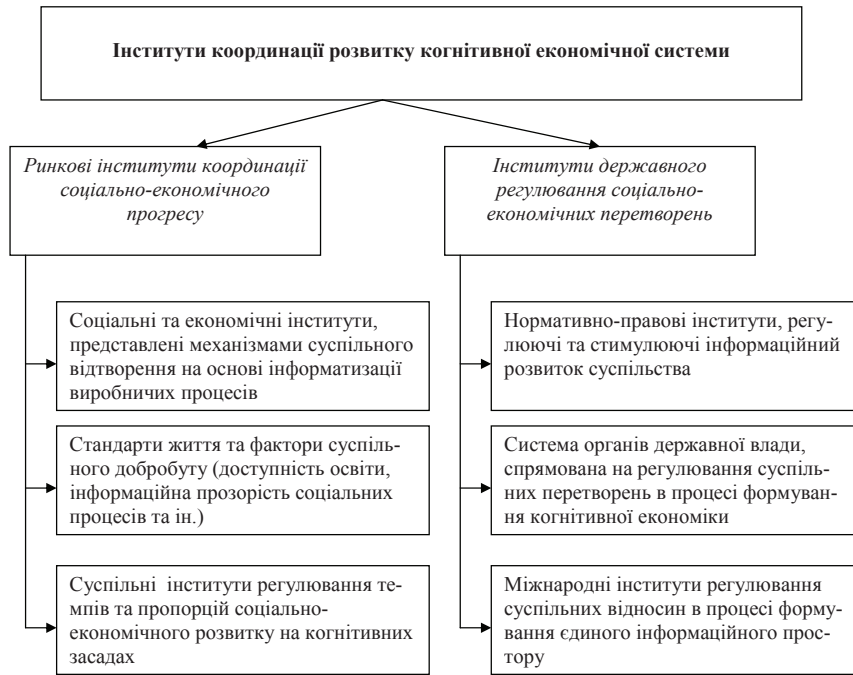 Інститути координації розвитку когнітивної економічної системи
Ринкові інститути координації
соціально-економічного
прогресу
Інститути державного
регулювання соціально-
економічних перетворень
Соціальні та економічні інститути,
представлені механізмами суспільного
відтворення на основі інформатизації
виробничих процесів
Стандарти життя та фактори суспіль-
ного добробуту (доступність освіти,
інформаційна прозорість соціальних
процесів та ін.)
Суспільні інститути регулювання те-
мпів та пропорцій соціально-
економічного розвитку на когнітивних
засадах
Нормативно-правові інститути, регу-
люючі та стимулюючі інформаційний
розвиток суспільства
Система органів державної влади,
спрямована на регулювання суспіль-
них перетворень в процесі формуван-
ня когнітивної економіки
Міжнародні інститути регулювання
суспільних відносин в процесі форму-
вання єдиного інформаційного прос-
тору